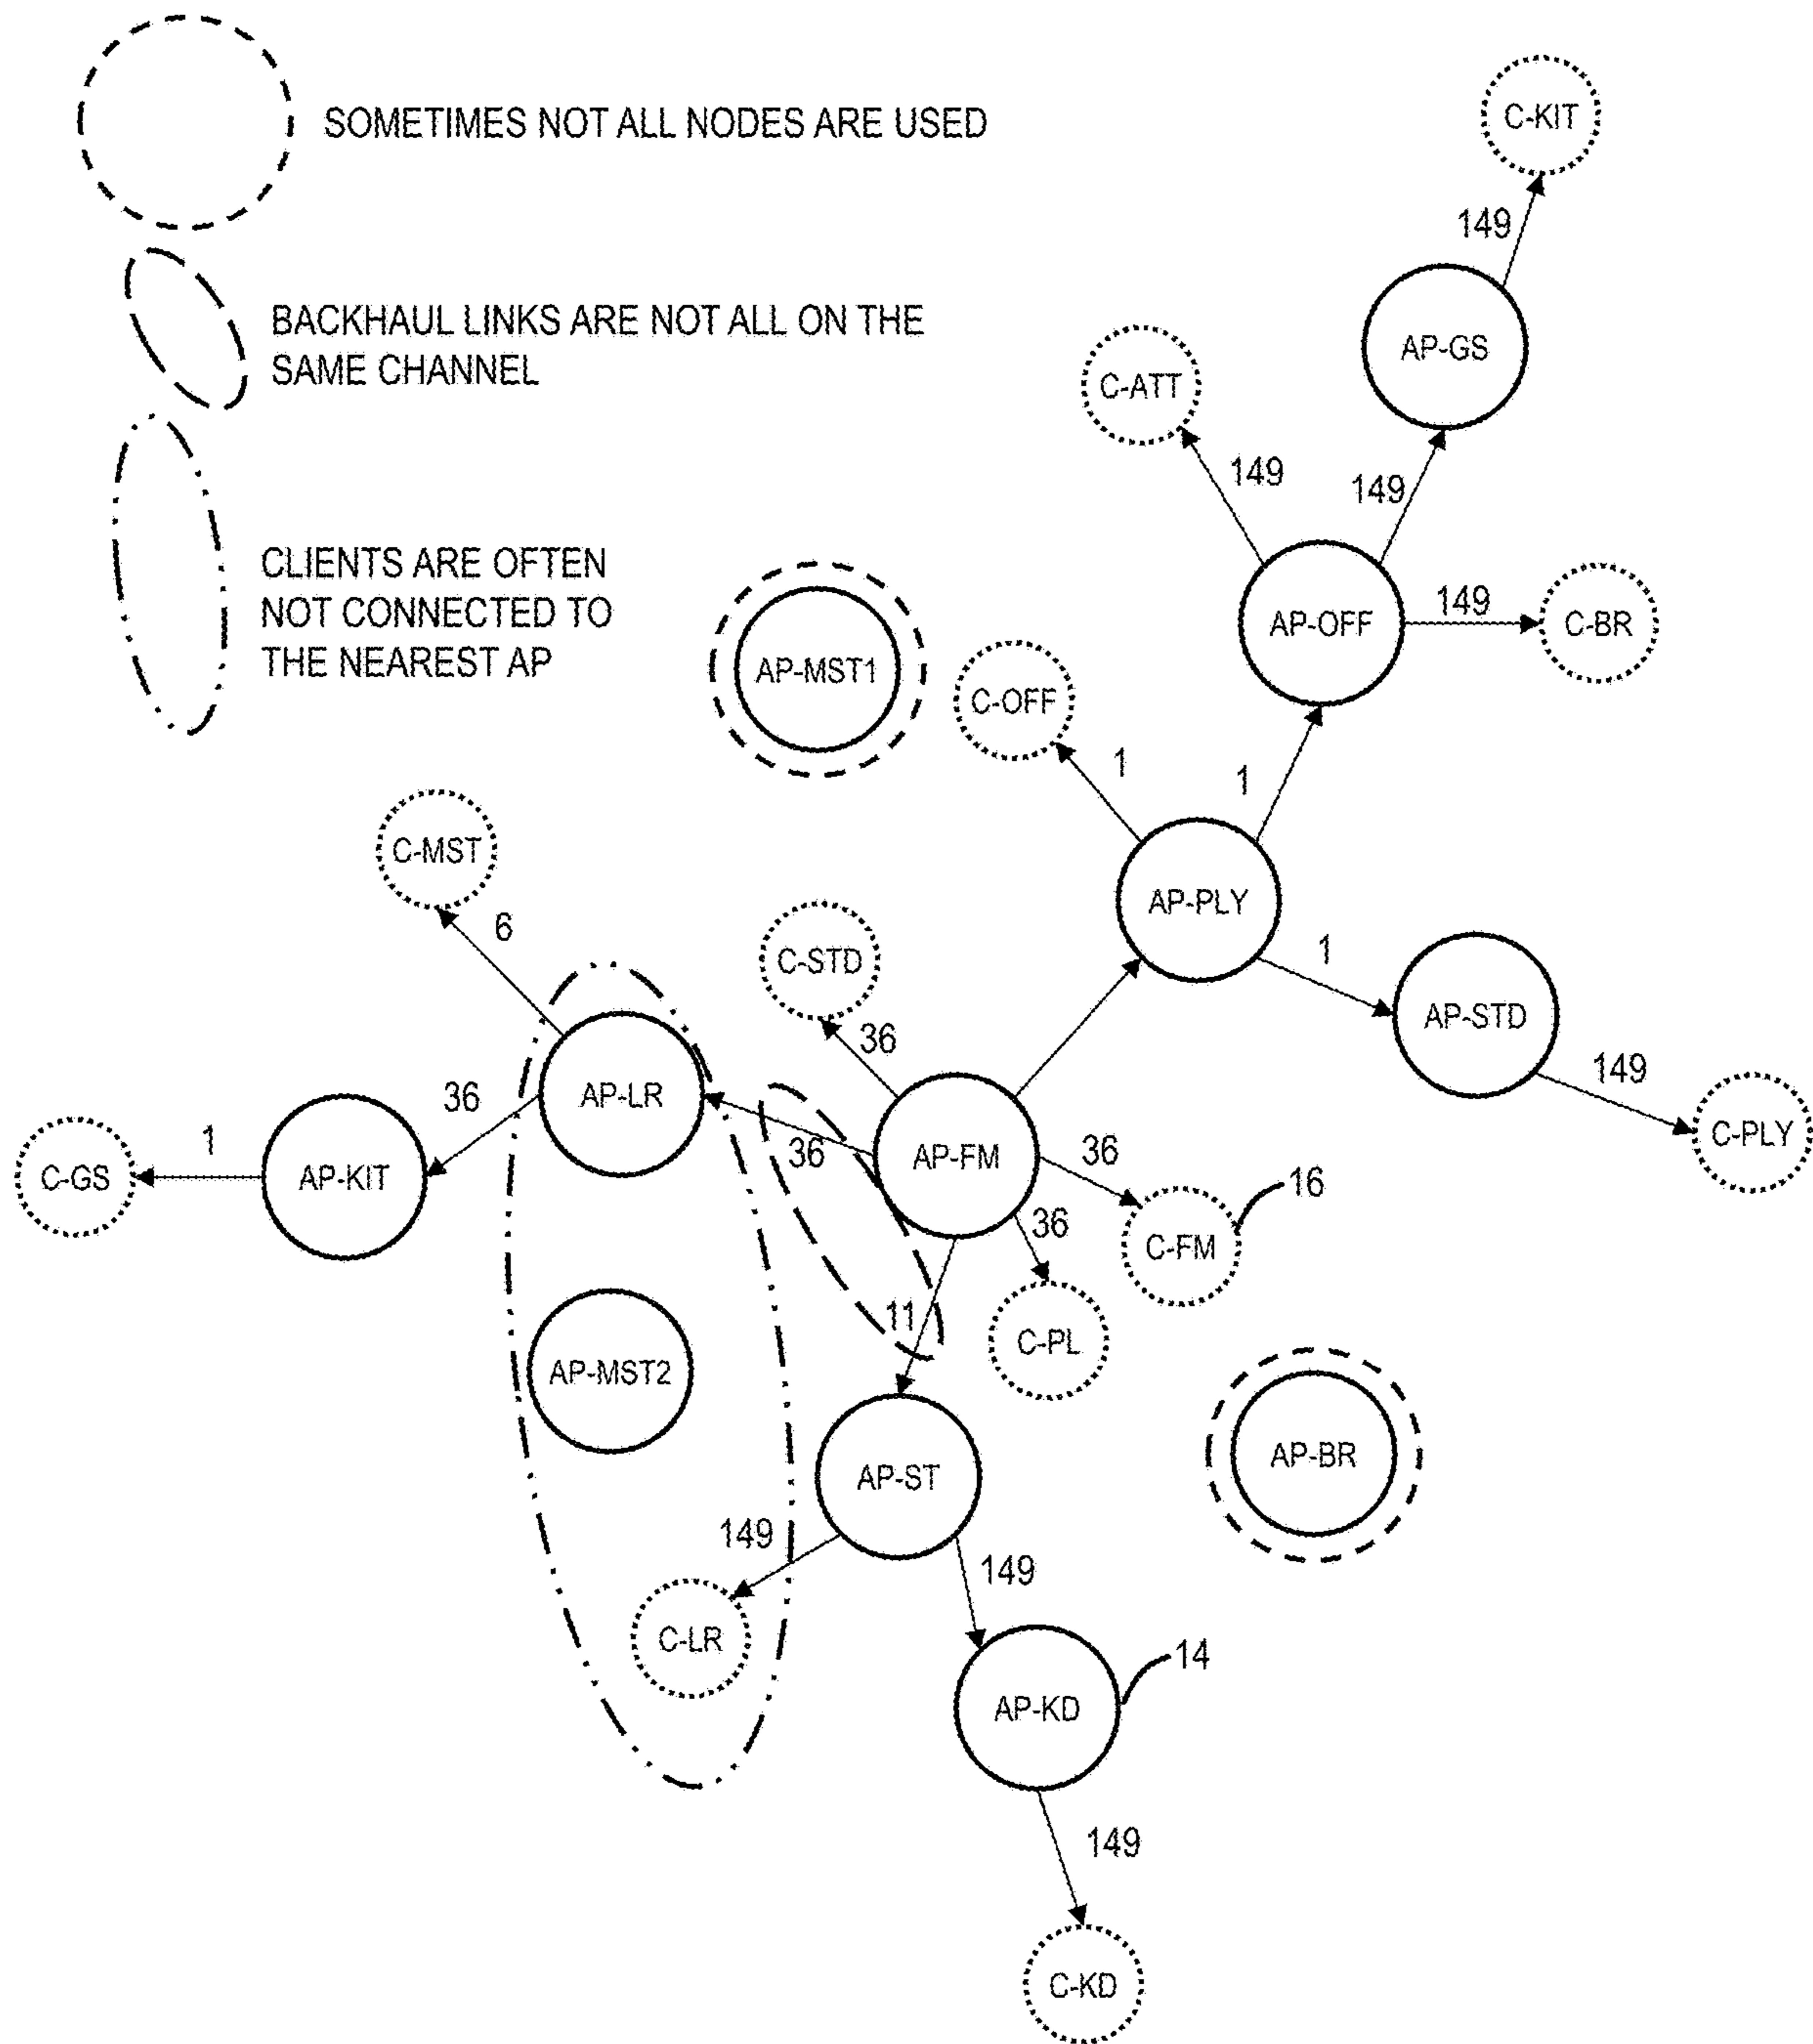 SOMETIMES NOT ALL NODES ARE USED
BACKHAUL LINKS ARE NOT ALL ON THE
SAME CHANNEL
CLIENTS ARE OFTEN
NOT CONNECTED TO
THE NEAREST AP
C-KIT
149
AP-GS
C-ATT
149
149
AP-OFF
149
C-BR
AP-MST1
C-OFF
1
1
C-MST
AP-PLY
6
C-STD
1
AP-STD
36
149
AP-LR
36
36
AP-FM
36
C-PLY
1
C-GS
AP-KIT
16
36
C-FM
11
C-PL
AP-MST2
AP-BR
AP-ST
149
149
C-LR
14
AP-KD
149
C-KD